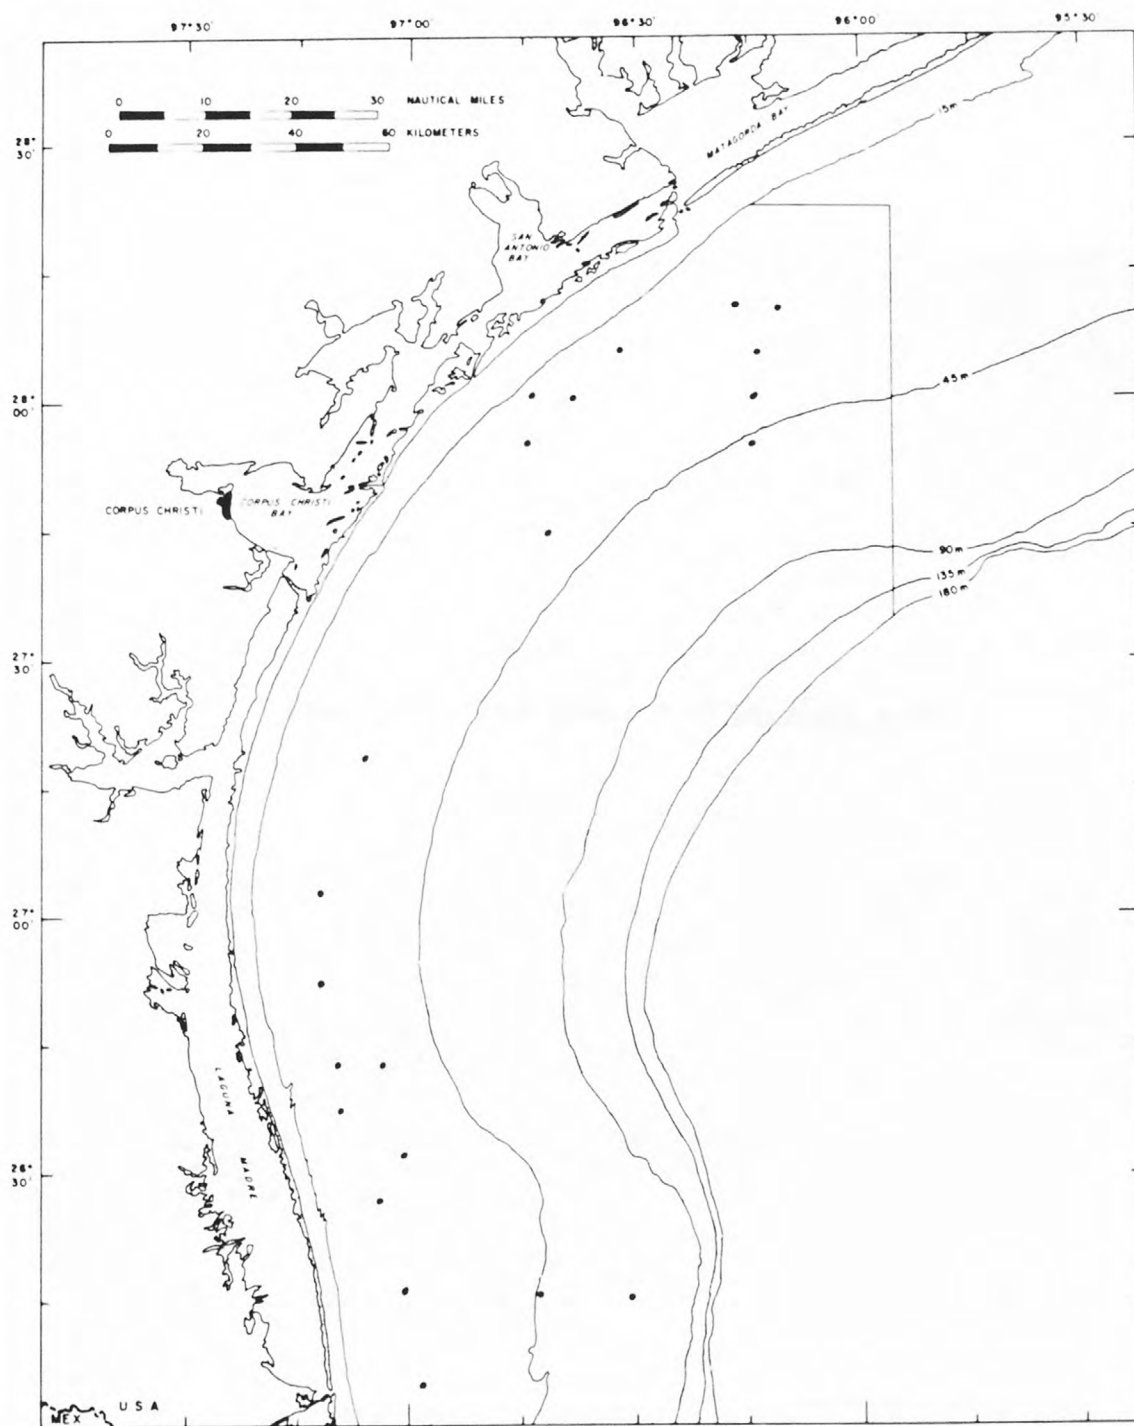 97°30' 97°00' 96°30' 96°00' 95°30'
0 10 20 30 NAUTICAL MILES
0 20 40 60 KILOMETERS
28°
30'
MATAGORDA BAY
15m
SAN
ANTONIO
BAY
45m
28°
00'
CORPUS CHRISTI
CORPUS CHRISTI
BAY
90m
135m
180m
27°
30'
27°
00'
LAGUNA
MADRE
26°
30'
USA
MEX